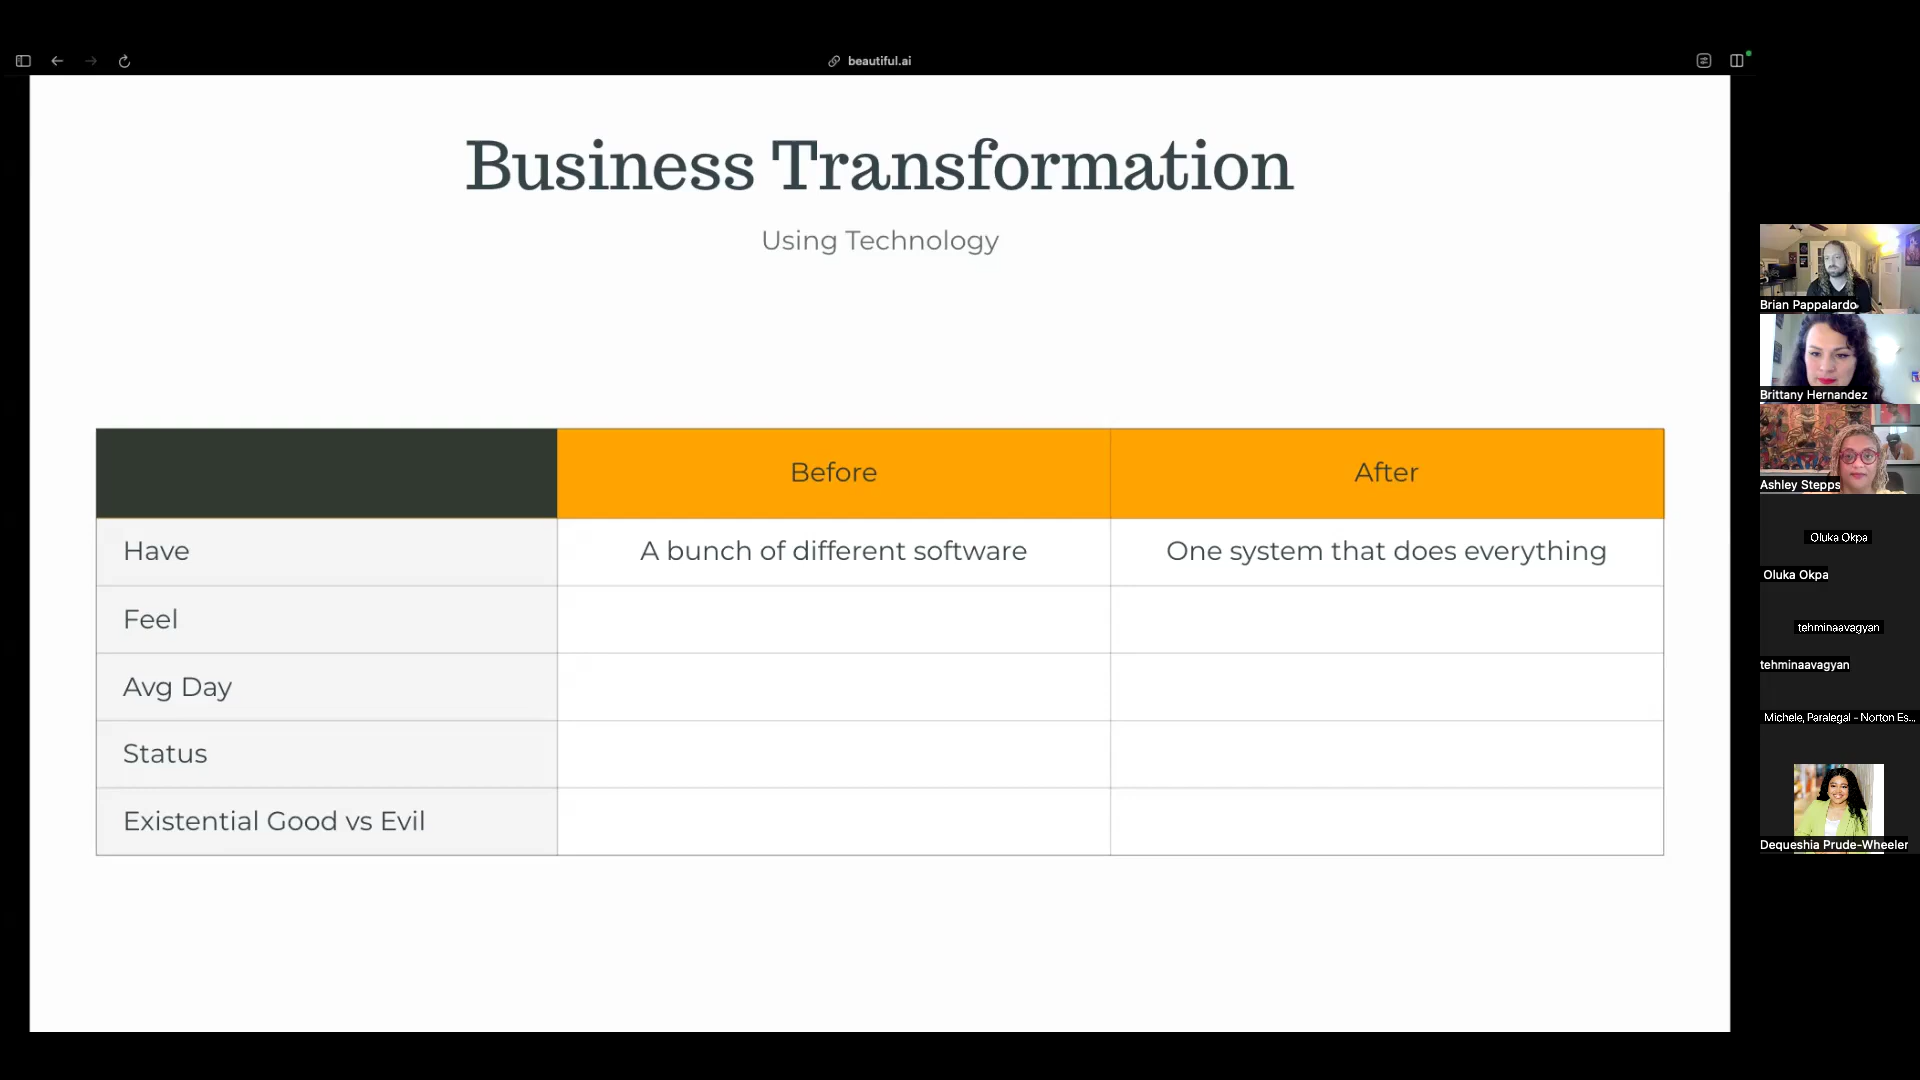 beautiful.ai
Business Transformation
Using Technology
Before After
Have A bunch of different software One system that does everything
Feel
Avg Day
Status
Existential Good vs Evil
Brian Pappalardo
Brittany Hernandez
Ashley Stepps
Oluka Okpa
Oluka Okpa
tehminaavagyan
tehminaavagyan
Michele, Paralegal - Norton Es...
Dequeshia Prude-Wheeler